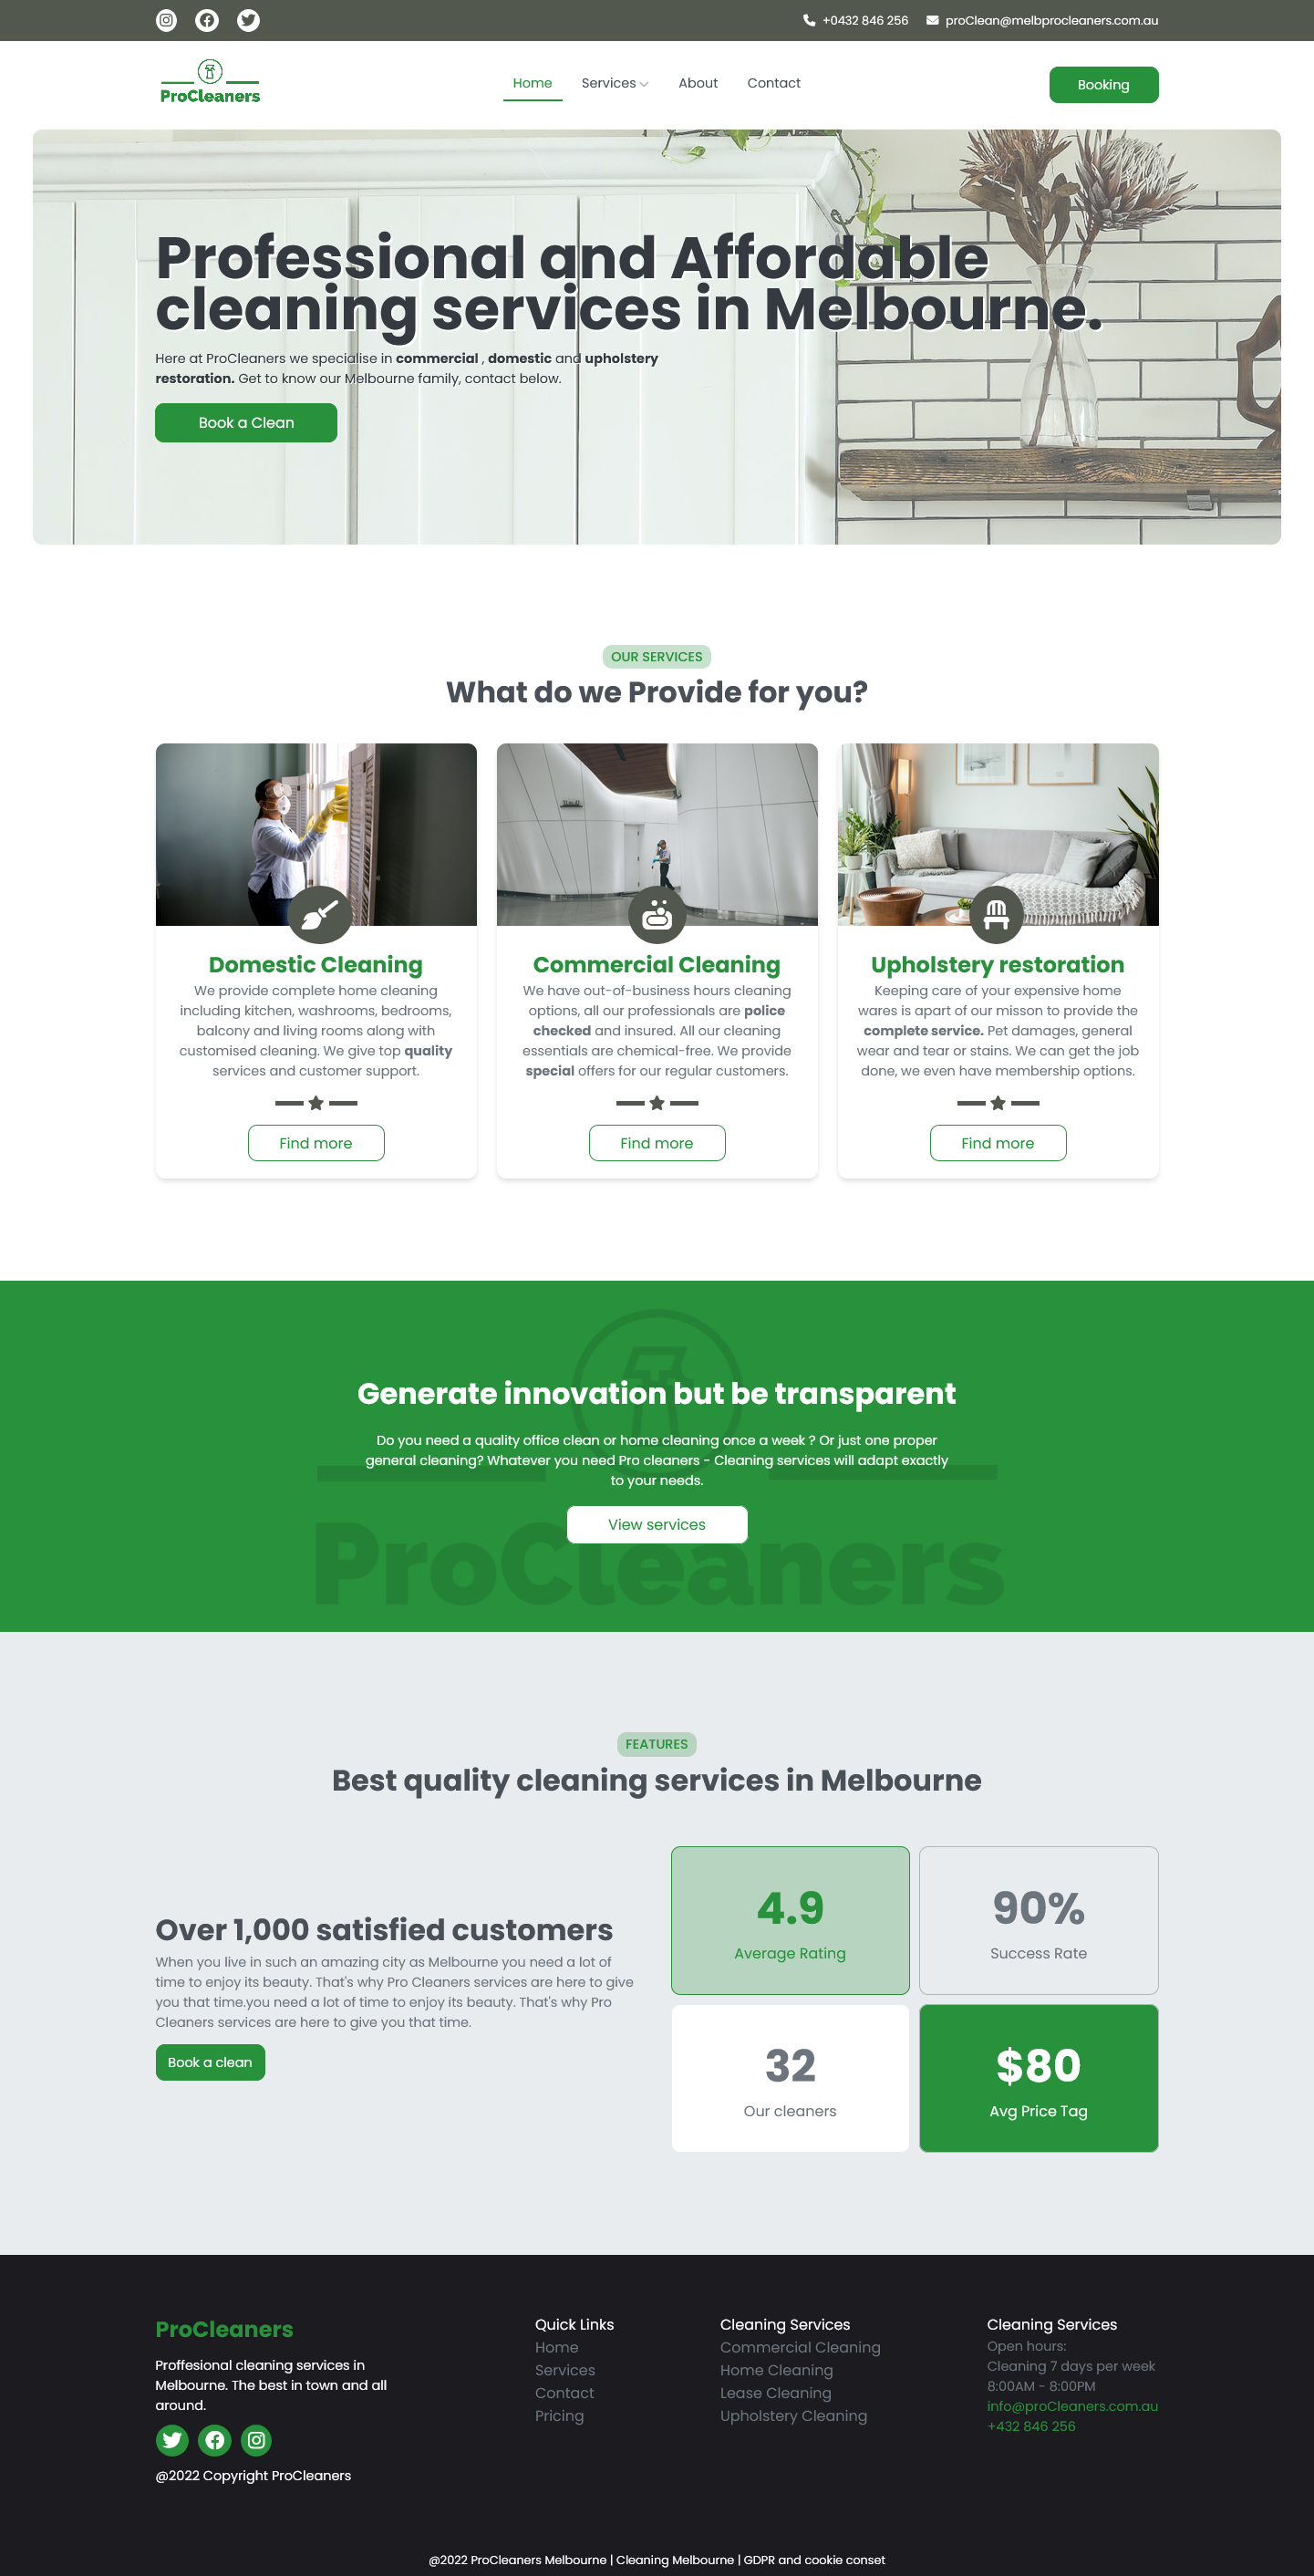 +0432 846 256 proClean@melbprocleaners.com.au
ProCleaners
Home Services About Contact
Booking
Professional and Affordable
cleaning services in Melbourne.
Here at ProCleaners we specialise in commercial , domestic and upholstery
restoration. Get to know our Melbourne family, contact below.
Book a Clean
OUR SERVICES
What do we Provide for you?
Domestic Cleaning
We provide complete home cleaning
including kitchen, washrooms, bedrooms,
balcony and living rooms along with
customised cleaning. We give top quality
services and customer support.
Find more
Commercial Cleaning
We have out-of-business hours cleaning
options, all our professionals are police
checked and insured. All our cleaning
essentials are chemical-free. We provide
special offers for our regular customers.
Find more
Upholstery restoration
Keeping care of your expensive home
wares is apart of our misson to provide the
complete service. Pet damages, general
wear and tear or stains. We can get the job
done, we even have membership options.
Find more
Generate innovation but be transparent
Do you need a quality office clean or home cleaning once a week ? Or just one proper
general cleaning? Whatever you need Pro cleaners - Cleaning services will adapt exactly
to your needs.
View services
ProCleaners
FEATURES
Best quality cleaning services in Melbourne
Over 1,000 satisfied customers
When you live in such an amazing city as Melbourne you need a lot of
time to enjoy its beauty. That's why Pro Cleaners services are here to give
you that time.you need a lot of time to enjoy its beauty. That's why Pro
Cleaners services are here to give you that time.
Book a clean
4.9
Average Rating
90%
Success Rate
32
Our cleaners
$80
Avg Price Tag
ProCleaners
Proffesional cleaning services in
Melbourne. The best in town and all
around.
@2022 Copyright ProCleaners
Quick Links
Home
Services
Contact
Pricing
Cleaning Services
Commercial Cleaning
Home Cleaning
Lease Cleaning
Upholstery Cleaning
Cleaning Services
Open hours:
Cleaning 7 days per week
8:00AM - 8:00PM
info@proCleaners.com.au
+432 846 256
@2022 ProCleaners Melbourne | Cleaning Melbourne | GDPR and cookie conset